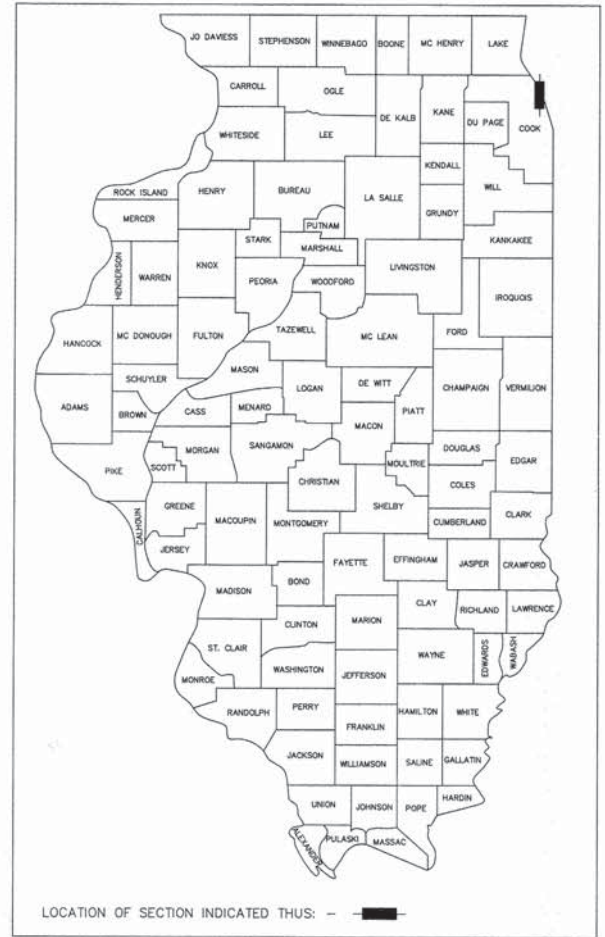 JO DAVIESS
STEPHENSON
WINNEBAGO
BOONE
MC HENRY
LAKE
CARROLL
OGLE
DE KALB
KANE
DU PAGE
COOK
WHITESIDE
LEE
KENDALL
WILL
ROCK ISLAND
HENRY
BUREAU
LA SALLE
GRUNDY
MERCER
PUTNAM
STARK
MARSHALL
KANKAKEE
HENDERSON
WARREN
KNOX
PEORIA
WOODFORD
LIVINGSTON
IROQUOIS
HANCOCK
MC DONOUGH
FULTON
TAZEWELL
MC LEAN
FORD
SCHUYLER
MASON
LOGAN
DE WITT
CHAMPAIGN
VERMILION
ADAMS
BROWN
CASS
MENARD
PIATT
MACON
PIKE
SCOTT
MORGAN
SANGAMON
MOULTRIE
DOUGLAS
EDGAR
CHRISTIAN
COLES
CALHOUN
GREENE
MACOUPIN
MONTGOMERY
SHELBY
CUMBERLAND
CLARK
JERSEY
FAYETTE
EFFINGHAM
JASPER
CRAWFORD
MADISON
BOND
CLAY
RICHLAND
LAWRENCE
CLINTON
MARION
ST. CLAIR
WAYNE
EDWARDS
WABASH
WASHINGTON
JEFFERSON
MONROE
RANDOLPH
PERRY
HAMILTON
WHITE
FRANKLIN
JACKSON
WILLIAMSON
SALINE
GALLATIN
UNION
JOHNSON
POPE
HARDIN
ALEXANDER
PULASKI
MASSAC
LOCATION OF SECTION INDICATED THUS: -